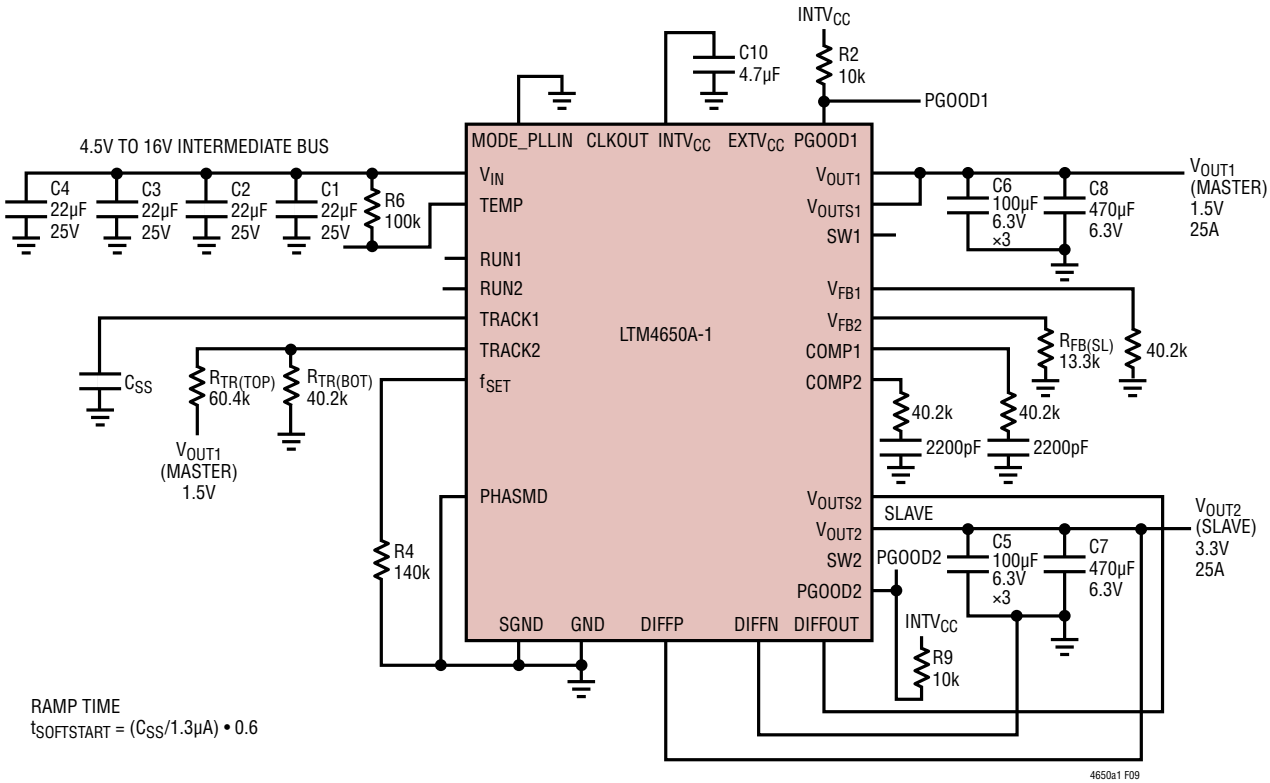 INTVCC
C10
4.7µF
R2
10k
PGOOD1
4.5V TO 16V INTERMEDIATE BUS
MODE_PLLIN CLKOUT INTVCC EXTVCC PGOOD1
C4
22µF
25V
C3
22µF
25V
C2
22µF
25V
C1
22µF
25V
R6
100k
VIN
TEMP
RUN1
RUN2
TRACK1
TRACK2
fSET
PHASMD
LTM4650A-1
VOUT1
VOUTS1
SW1
VFB1
VFB2
COMP1
COMP2
VOUTS2
VOUT2
SW2
PGOOD2
SGND GND DIFFP DIFFN DIFFOUT
C6
100µF
6.3V
×3
C8
470µF
6.3V
VOUT1
(MASTER)
1.5V
25A
RFB(SL)
13.3k
40.2k
40.2k
40.2k
2200pF
2200pF
CSS
RTR(TOP)
60.4k
RTR(BOT)
40.2k
VOUT1
(MASTER)
1.5V
R4
140k
SLAVE
PGOOD2
C5
100µF
6.3V
×3
C7
470µF
6.3V
VOUT2
(SLAVE)
3.3V
25A
INTVCC
R9
10k
RAMP TIME
tSOFTSTART = (CSS/1.3µA) • 0.6
4650a1 F09